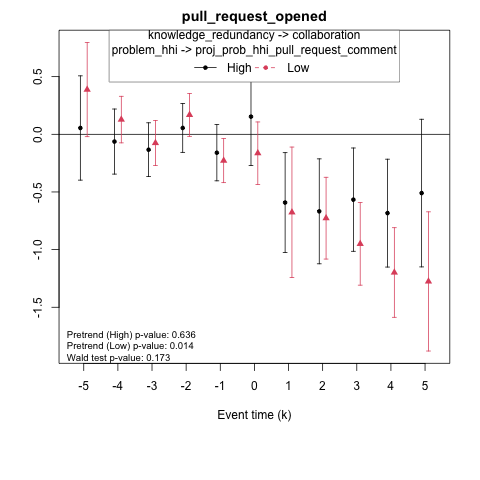 pull_request_opened
knowledge_redundancy -> collaboration
problem_hhi -> proj_prob_hhi_pull_request_comment
High Low
0.5
0.0
-0.5
-1.0
-1.5
Pretrend (High) p-value: 0.636
Pretrend (Low) p-value: 0.014
Wald test p-value: 0.173
-5 -4 -3 -2 -1 0 1 2 3 4 5
Event time (k)